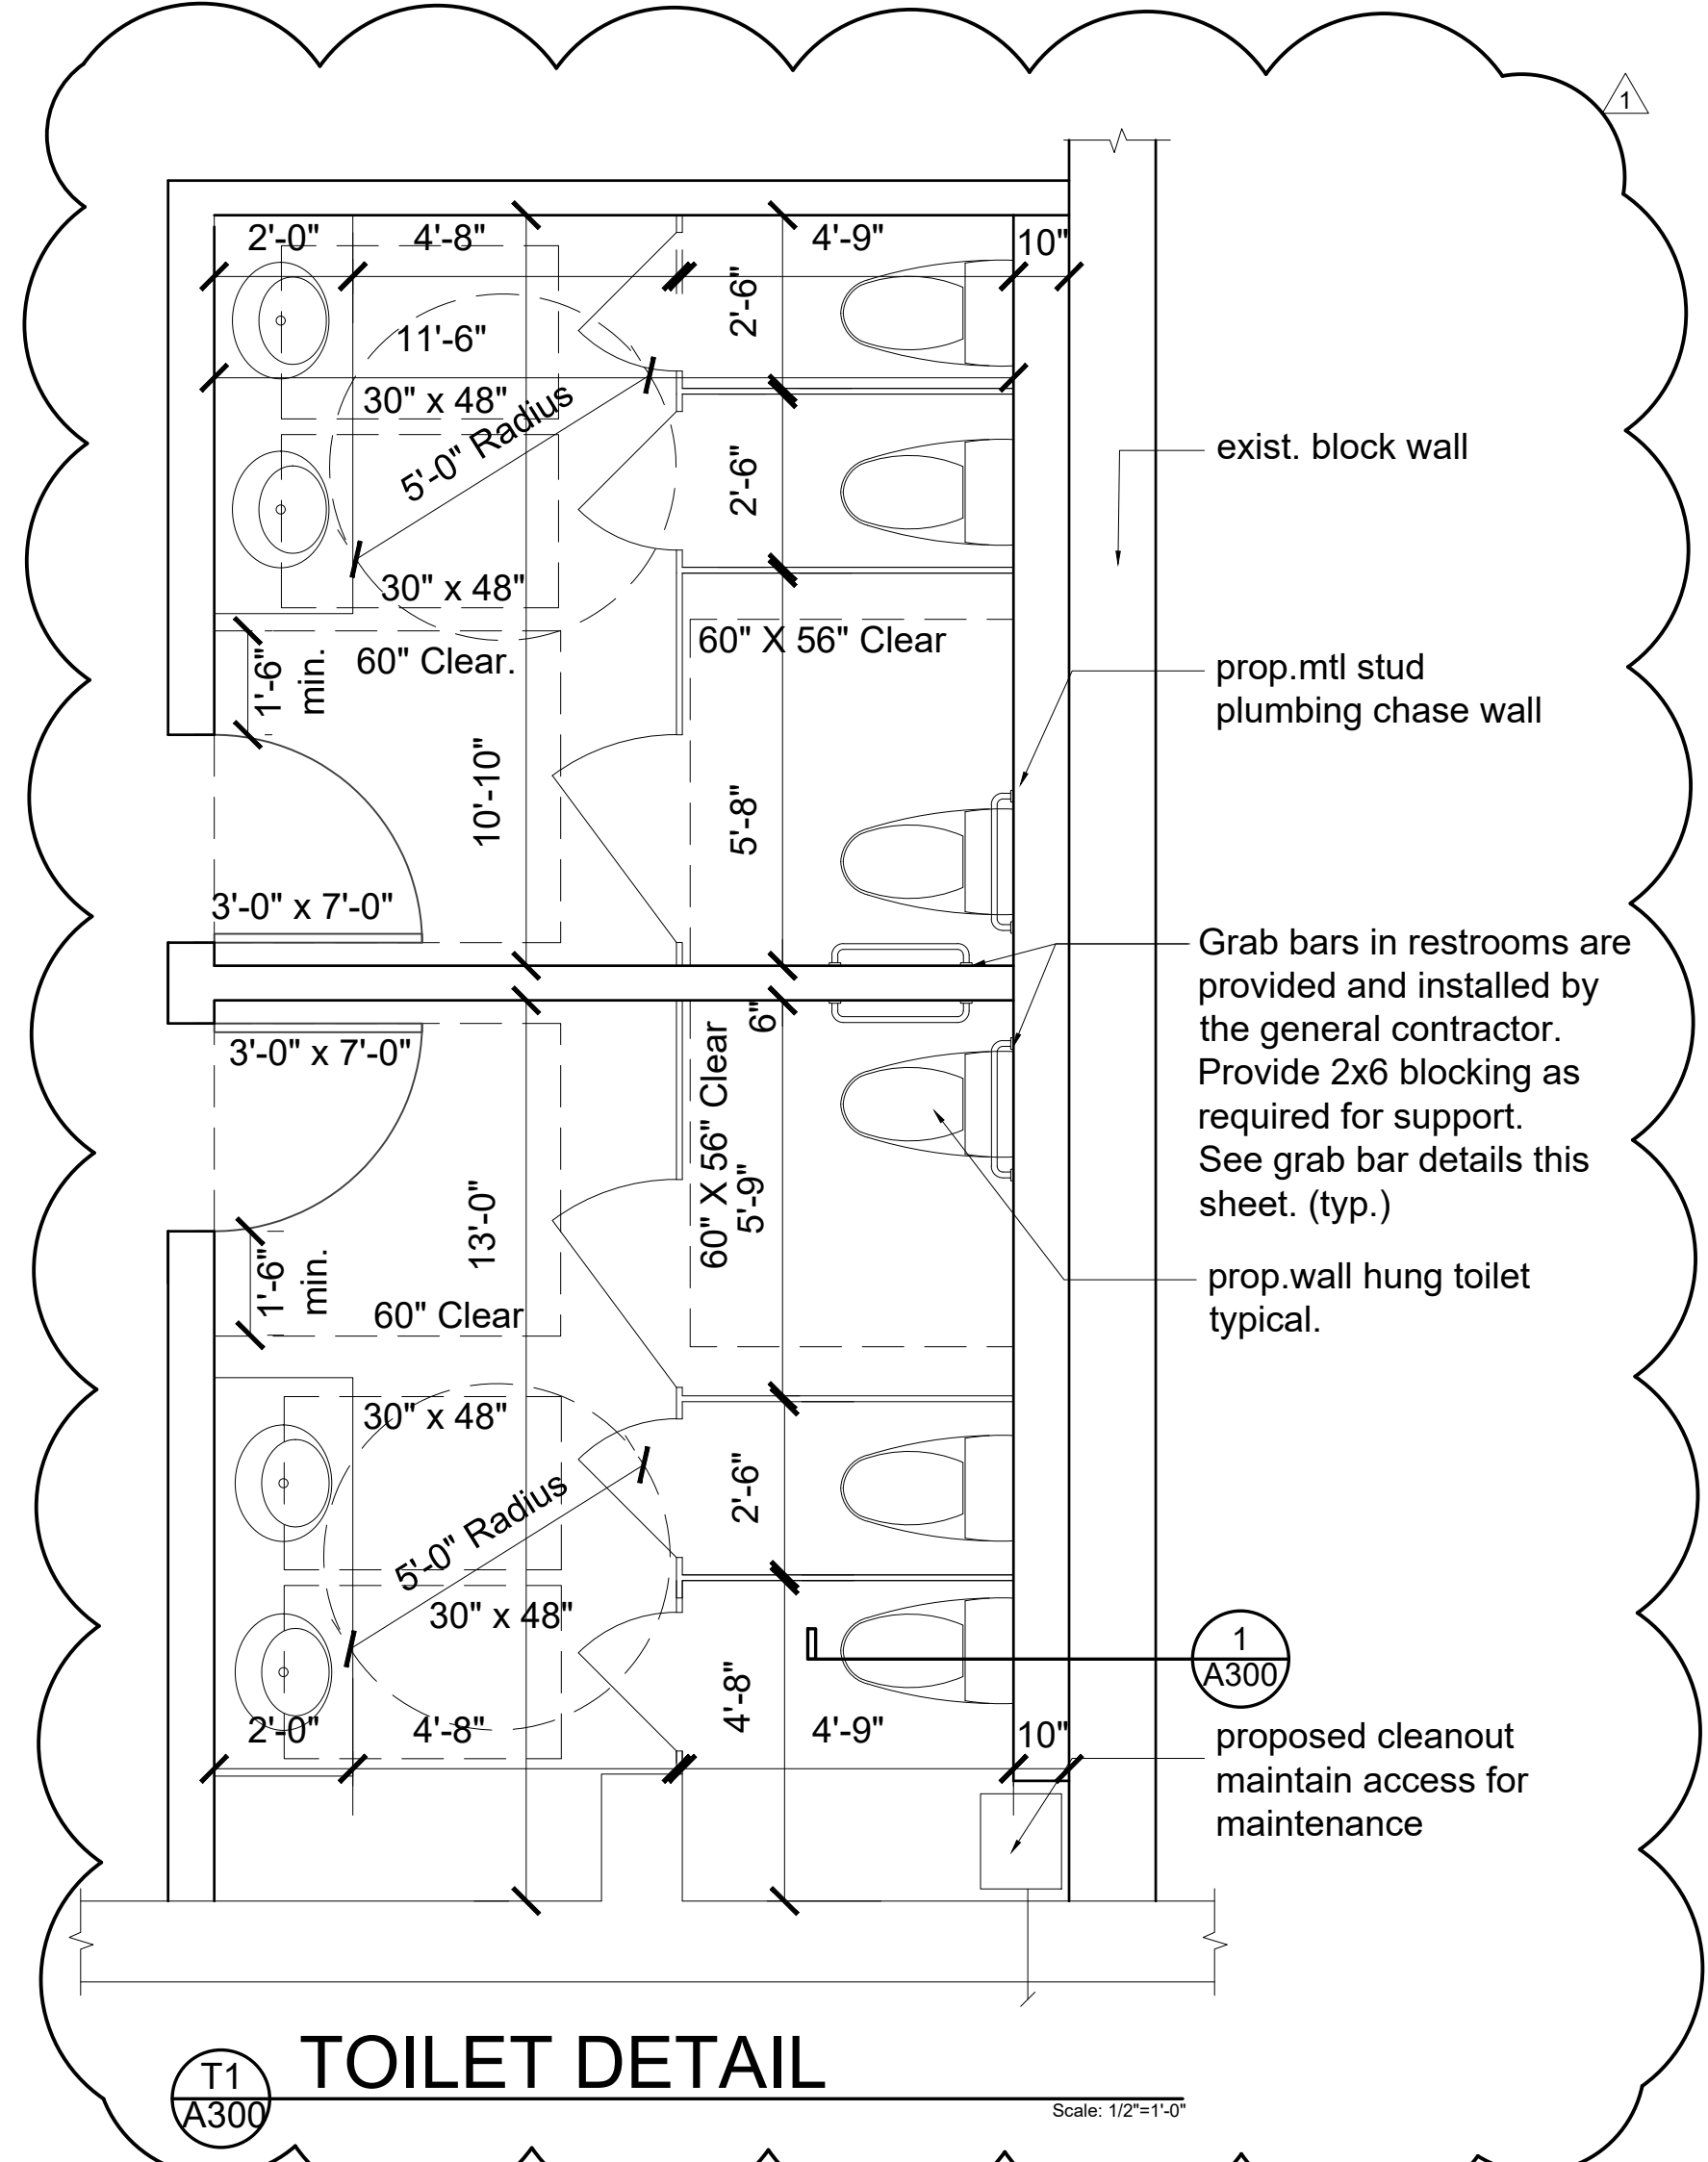 1
2'-0"
4'-8"
4'-9"
10"
11'-6"
2'-6"
30" x 48"
5'-0" Radius
2'-6"
exist. block wall
30" x 48"
60" X 56" Clear
60" Clear.
1'-6"
min.
prop.mtl stud
plumbing chase wall
10'-10"
5'-8"
3'-0" x 7'-0"
Grab bars in restrooms are
provided and installed by
the general contractor.
Provide 2x6 blocking as
required for support.
See grab bar details this
sheet. (typ.)
6"
3'-0" x 7'-0"
60" X 56" Clear
5'-9"
13'-0"
1'-6"
min.
60" Clear
prop.wall hung toilet
typical.
30" x 48"
2'-6"
5'-0" Radius
30" x 48"
1
A300
4'-8"
2'-0"
4'-8"
4'-9"
10"
proposed cleanout
maintain access for
maintenance
T1
A300
TOILET DETAIL
Scale: 1/2"=1'-0"